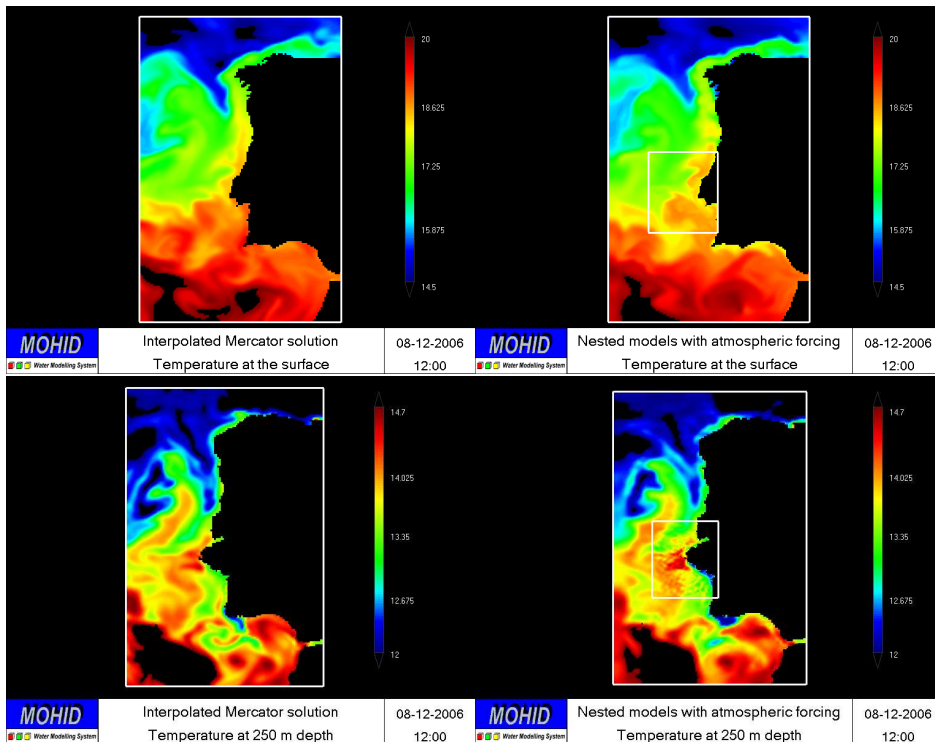 20
18.625
17.25
15.875
14.5
20
18.625
17.25
15.875
14.5
MOHID
Water Modelling System
Interpolated Mercator solution
Temperature at the surface
08-12-2006
12:00
MOHID
Water Modelling System
Nested models with atmospheric forcing
Temperature at the surface
08-12-2006
12:00
14.7
14.025
13.35
12.675
12
14.7
14.025
13.35
12.675
12
MOHID
Water Modelling System
Interpolated Mercator solution
Temperature at 250 m depth
08-12-2006
12:00
MOHID
Water Modelling System
Nested models with atmospheric forcing
Temperature at 250 m depth
08-12-2006
12:00